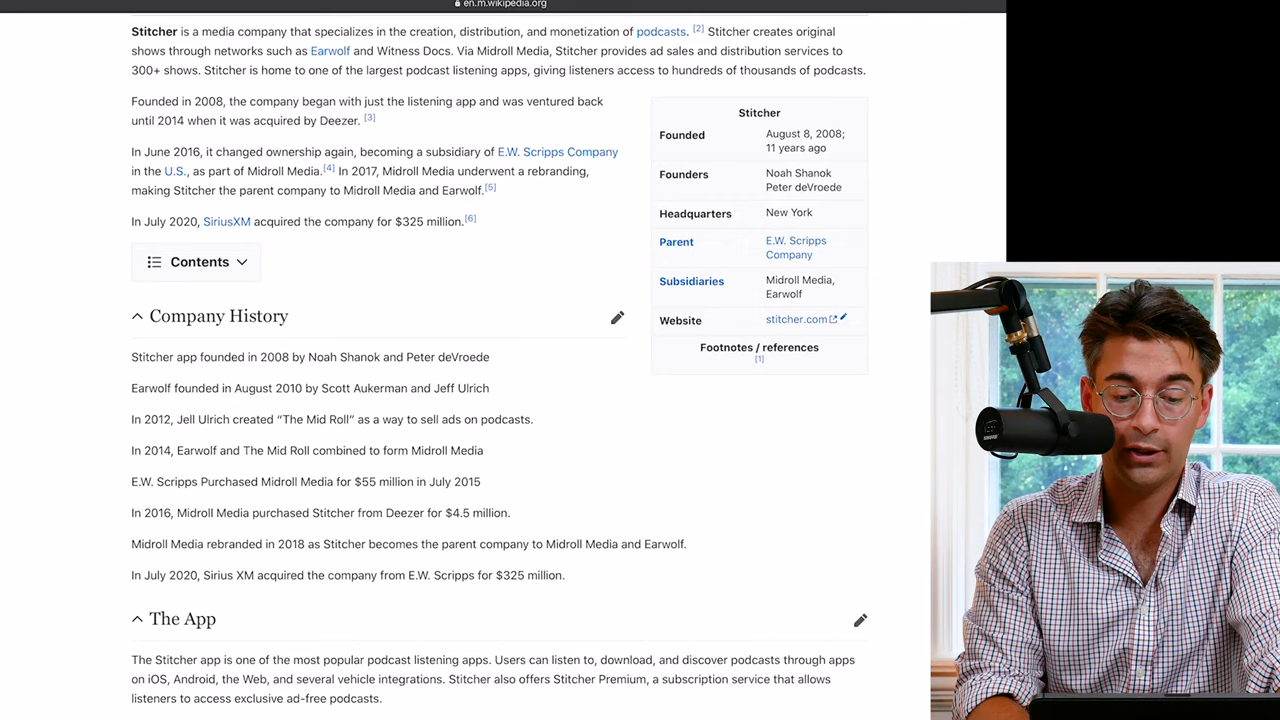 en.m.wikipedia.org
Stitcher is a media company that specializes in the creation, distribution, and monetization of podcasts. [2] Stitcher creates original
shows through networks such as Earwolf and Witness Docs. Via Midroll Media, Stitcher provides ad sales and distribution services to
300+ shows. Stitcher is home to one of the largest podcast listening apps, giving listeners access to hundreds of thousands of podcasts.
Founded in 2008, the company began with just the listening app and was ventured back
until 2014 when it was acquired by Deezer. [3]
In June 2016, it changed ownership again, becoming a subsidiary of E.W. Scripps Company
in the U.S., as part of Midroll Media.[4] In 2017, Midroll Media underwent a rebranding,
making Stitcher the parent company to Midroll Media and Earwolf.[5]
In July 2020, SiriusXM acquired the company for $325 million.[6]
Stitcher
Founded August 8, 2008;
11 years ago
Founders Noah Shanok
Peter deVroede
Headquarters New York
Parent E.W. Scripps
Company
Subsidiaries Midroll Media,
Earwolf
Website stitcher.com
Footnotes / references
[1]
Contents
Company History
Stitcher app founded in 2008 by Noah Shanok and Peter deVroede
Earwolf founded in August 2010 by Scott Aukerman and Jeff Ulrich
In 2012, Jell Ulrich created “The Mid Roll” as a way to sell ads on podcasts.
In 2014, Earwolf and The Mid Roll combined to form Midroll Media
E.W. Scripps Purchased Midroll Media for $55 million in July 2015
In 2016, Midroll Media purchased Stitcher from Deezer for $4.5 million.
Midroll Media rebranded in 2018 as Stitcher becomes the parent company to Midroll Media and Earwolf.
In July 2020, Sirius XM acquired the company from E.W. Scripps for $325 million.
The App
The Stitcher app is one of the most popular podcast listening apps. Users can listen to, download, and discover podcasts through apps
on iOS, Android, the Web, and several vehicle integrations. Stitcher also offers Stitcher Premium, a subscription service that allows
listeners to access exclusive ad-free podcasts.
SHURE